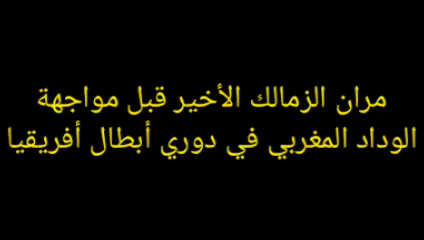 مران الزمالك الأخير قبل مواجهة
الوداد المغربي في دوري أبطال أفريقيا